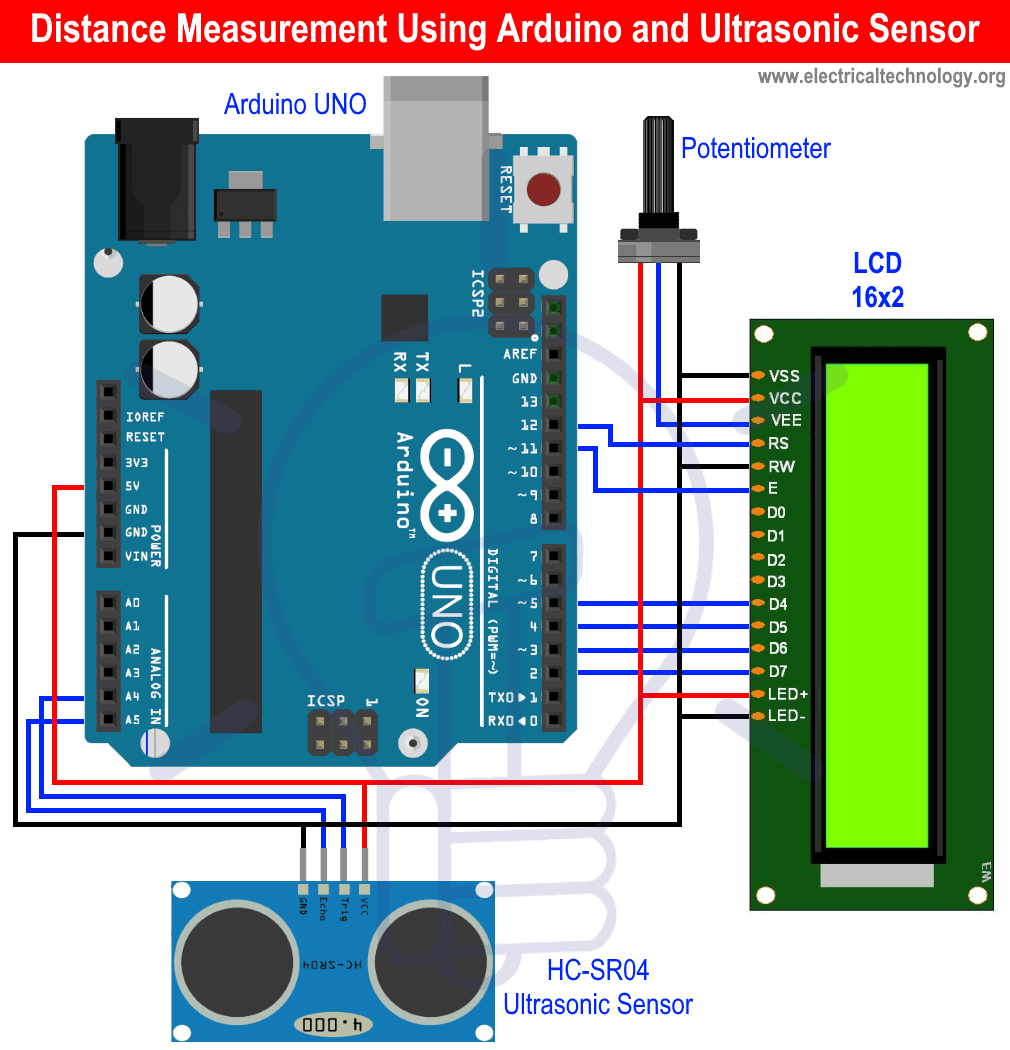 Distance Measurement Using Arduino and Ultrasonic Sensor
www.electricaltechnology.org
Arduino UNO
Potentiometer
RESET
LCD
16x2
ICSP2
AREF
GND
13
12
~11
~10
~9
8
7
~6
~5
4
~3
2
TX0▶1
RX0◀0
RX
TX
L
Arduino™
UNO
DIGITAL (PWM=~)
IOREF
RESET
3V3
5V
GND
GND
VIN
POWER
A0
A1
A2
A3
A4
A5
ANALOG IN
ICSP
1
ON
VSS
VCC
VEE
RS
RW
E
D0
D1
D2
D3
D4
D5
D6
D7
LED+
LED-
EM
GND
Echo
Trig
VCC
HC-SR04
4.000
HC-SR04
Ultrasonic Sensor